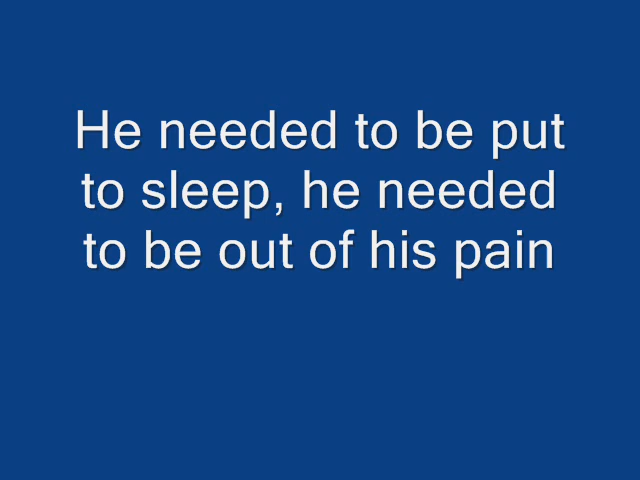 He needed to be put
to sleep, he needed
to be out of his pain